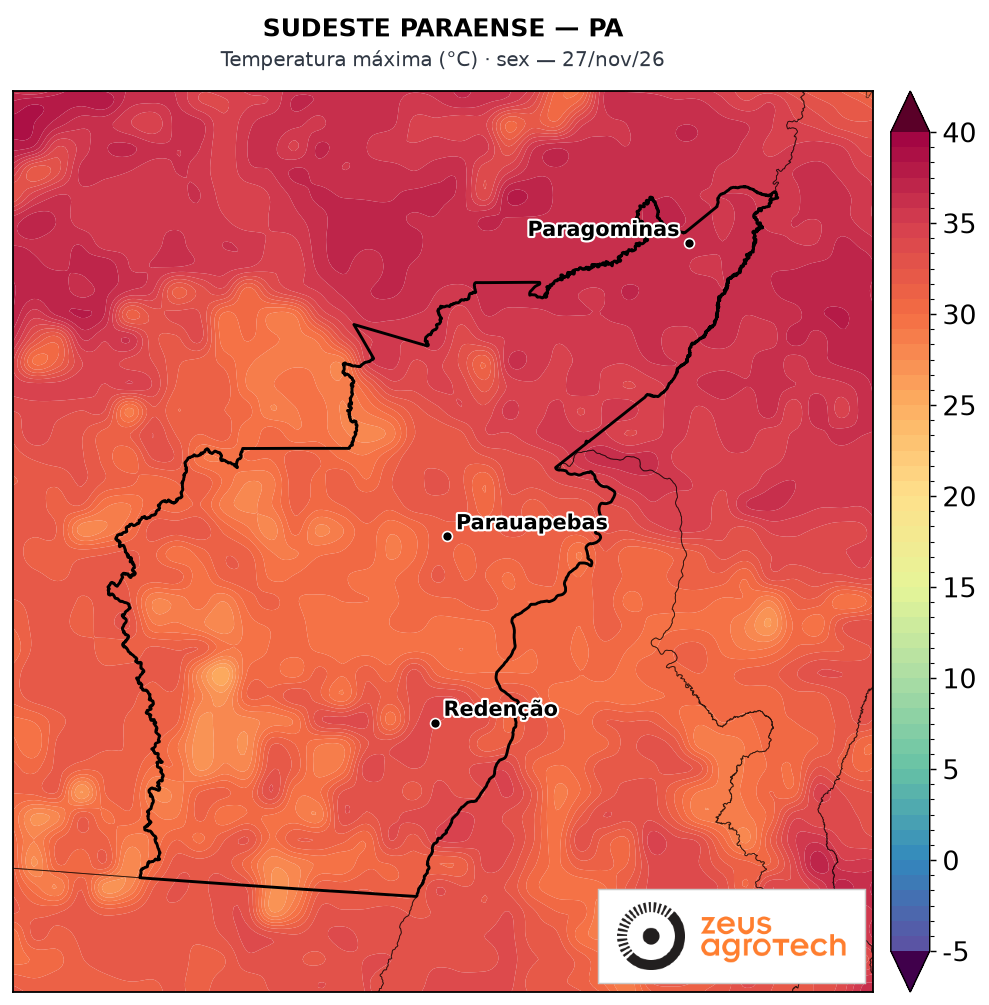 SUDESTE PARAENSE — PA
Temperatura máxima (°C) · sex — 27/nov/26
Paragominas
Parauapebas
Redenção
40
35
30
25
20
15
10
5
0
-5
zeus
agrotech